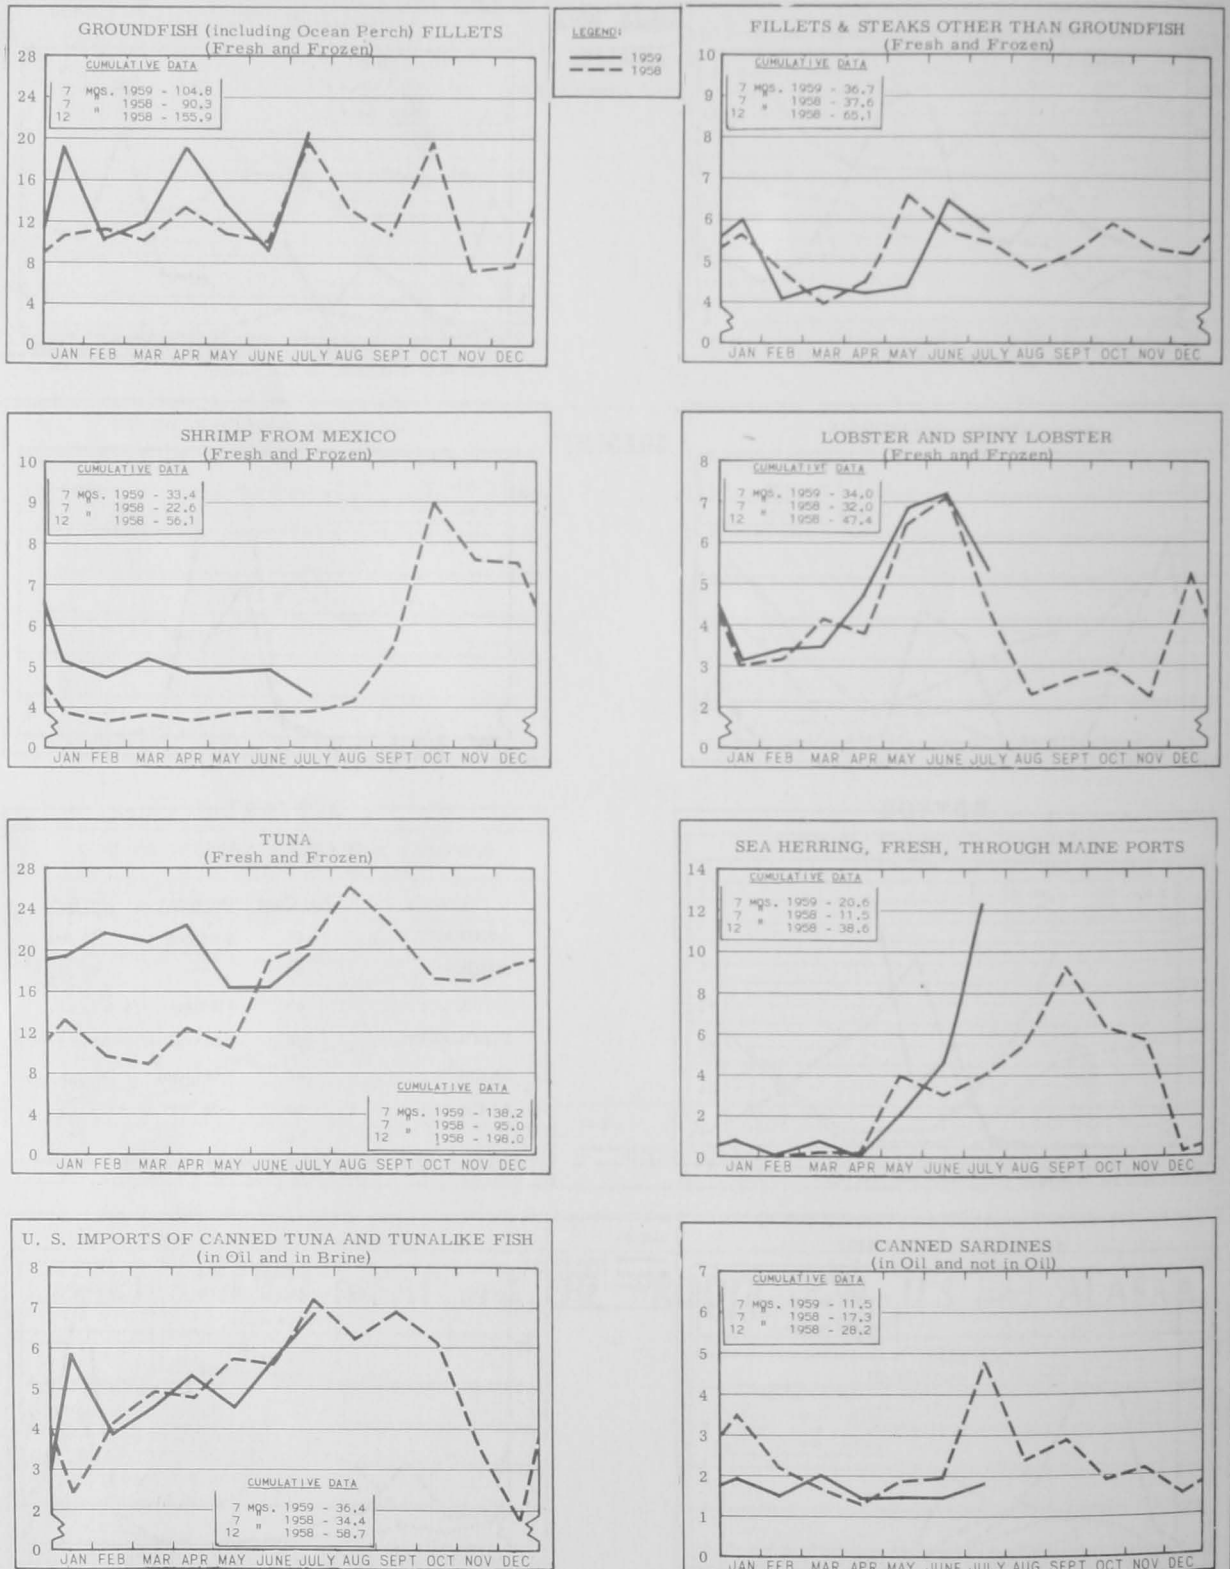 GROUNDFISH (including Ocean Perch) FILLETS
(Fresh and Frozen)
28
24
20
16
12
8
4
0
CUMULATIVE DATA
7 MOS. 1959 - 104.8
7 " 1958 - 90.3
12 1958 - 155.9
JAN FEB MAR APR MAY JUNE JULY AUG SEPT OCT NOV DEC
LEGEND:
1959
1958
FILLETS & STEAKS OTHER THAN GROUNDFISH
(Fresh and Frozen)
10
9
8
7
6
5
4
0
CUMULATIVE DATA
7 MOS. 1959 - 36.7
7 " 1958 - 37.6
12 1958 - 65.1
JAN FEB MAR APR MAY JUNE JULY AUG SEPT OCT NOV DEC
SHRIMP FROM MEXICO
(Fresh and Frozen)
10
9
8
7
6
5
4
0
CUMULATIVE DATA
7 MOS. 1959 - 33.4
7 " 1958 - 22.6
12 1958 - 56.1
JAN FEB MAR APR MAY JUNE JULY AUG SEPT OCT NOV DEC
LOBSTER AND SPINY LOBSTER
(Fresh and Frozen)
8
7
6
5
4
3
2
0
CUMULATIVE DATA
7 MOS. 1959 - 34.0
7 " 1958 - 32.0
12 1958 - 47.4
JAN FEB MAR APR MAY JUNE JULY AUG SEPT OCT NOV DEC
TUNA
(Fresh and Frozen)
28
24
20
16
12
8
4
0
CUMULATIVE DATA
7 MOS. 1959 - 138.2
7 " 1958 - 95.0
12 1958 - 198.0
JAN FEB MAR APR MAY JUNE JULY AUG SEPT OCT NOV DEC
SEA HERRING, FRESH, THROUGH MAINE PORTS
14
12
10
8
6
4
2
0
CUMULATIVE DATA
7 MOS. 1959 - 20.6
7 " 1958 - 11.5
12 1958 - 38.6
JAN FEB MAR APR MAY JUNE JULY AUG SEPT OCT NOV DEC
U. S. IMPORTS OF CANNED TUNA AND TUNALIKE FISH
(in Oil and in Brine)
8
7
6
5
4
3
2
0
CUMULATIVE DATA
7 MOS. 1959 - 36.4
7 " 1958 - 34.4
12 1958 - 58.7
JAN FEB MAR APR MAY JUNE JULY AUG SEPT OCT NOV DEC
CANNED SARDINES
(in Oil and not in Oil)
7
6
5
4
3
2
1
0
CUMULATIVE DATA
7 MOS. 1959 - 11.5
7 " 1958 - 17.3
12 1958 - 28.2
JAN FEB MAR APR MAY JUNE JULY AUG SEPT OCT NOV DEC